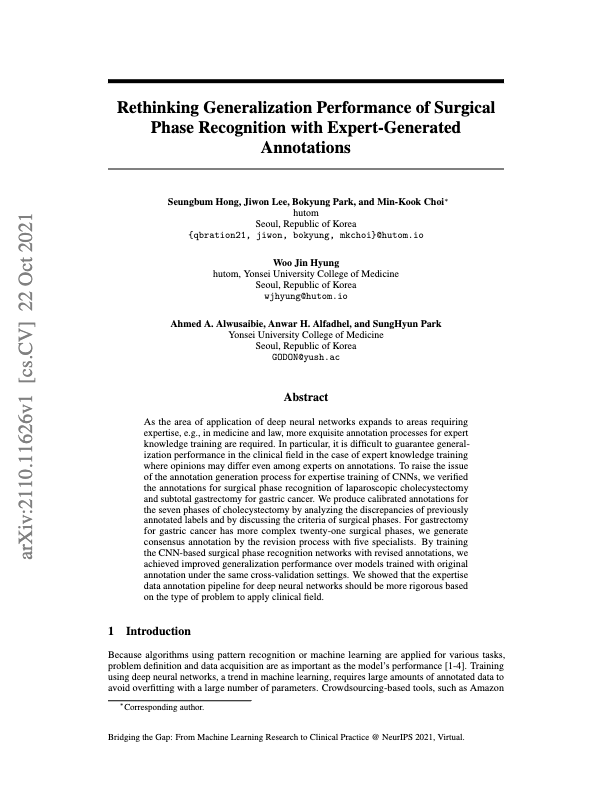 Rethinking Generalization Performance of Surgical
Phase Recognition with Expert-Generated
Annotations
Seungbum Hong, Jiwon Lee, Bokyung Park, and Min-Kook Choi*
hutom
Seoul, Republic of Korea
{qbration21, jiwon, bokyung, mkchoi}@hutom.io
Woo Jin Hyung
hutom, Yonsei University College of Medicine
Seoul, Republic of Korea
wjhyung@hutom.io
Ahmed A. Alwusaibie, Anwar H. Alfadhel, and SungHyun Park
Yonsei University College of Medicine
Seoul, Republic of Korea
GODON@yush.ac
Abstract
As the area of application of deep neural networks expands to areas requiring
expertise, e.g., in medicine and law, more exquisite annotation processes for expert
knowledge training are required. In particular, it is difficult to guarantee general-
ization performance in the clinical field in the case of expert knowledge training
where opinions may differ even among experts on annotations. To raise the issue
of the annotation generation process for expertise training of CNNs, we verified
the annotations for surgical phase recognition of laparoscopic cholecystectomy
and subtotal gastrectomy for gastric cancer. We produce calibrated annotations for
the seven phases of cholecystectomy by analyzing the discrepancies of previously
annotated labels and by discussing the criteria of surgical phases. For gastrectomy
for gastric cancer has more complex twenty-one surgical phases, we generate
consensus annotation by the revision process with five specialists. By training
the CNN-based surgical phase recognition networks with revised annotations, we
achieved improved generalization performance over models trained with original
annotation under the same cross-validation settings. We showed that the expertise
data annotation pipeline for deep neural networks should be more rigorous based
on the type of problem to apply clinical field.
1 Introduction
Because algorithms using pattern recognition or machine learning are applied for various tasks,
problem definition and data acquisition are as important as the model's performance [1-4]. Training
using deep neural networks, a trend in machine learning, requires large amounts of annotated data to
avoid overfitting with a large number of parameters. Crowdsourcing-based tools, such as Amazon
*Corresponding author.
Bridging the Gap: From Machine Learning Research to Clinical Practice @ NeurIPS 2021, Virtual.
arXiv:2110.11626v1 [cs.CV] 22 Oct 2021